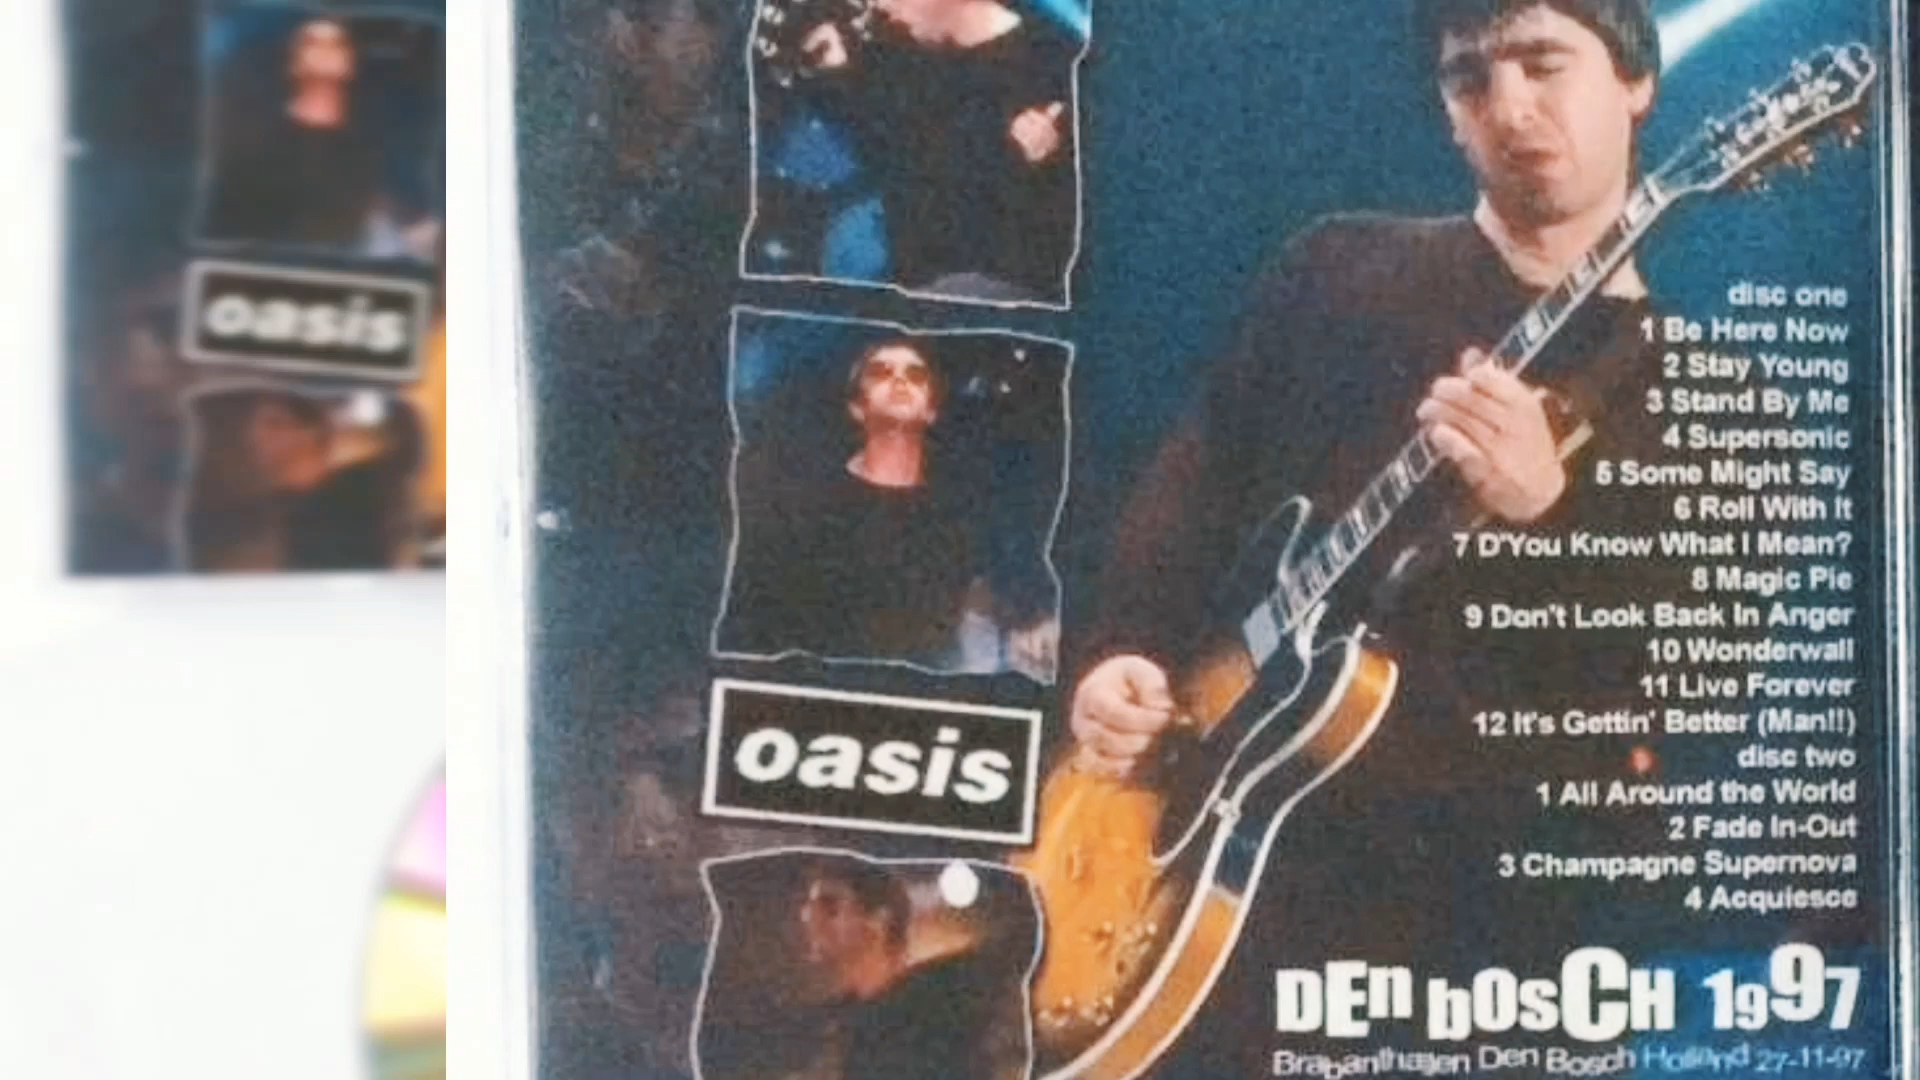 oasis
oasis
disc one
1 Be Here Now
2 Stay Young
3 Stand By Me
4 Supersonic
5 Some Might Say
6 Roll With It
7 D'You Know What I Mean?
8 Magic Pie
9 Don't Look Back In Anger
10 Wonderwall
11 Live Forever
12 It's Gettin' Better (Man!!)
disc two
1 All Around the World
2 Fade In-Out
3 Champagne Supernova
4 Acquiesce
DEn bOsCH 1997
Brabanthagen Den Bosch Holland 27-11-97